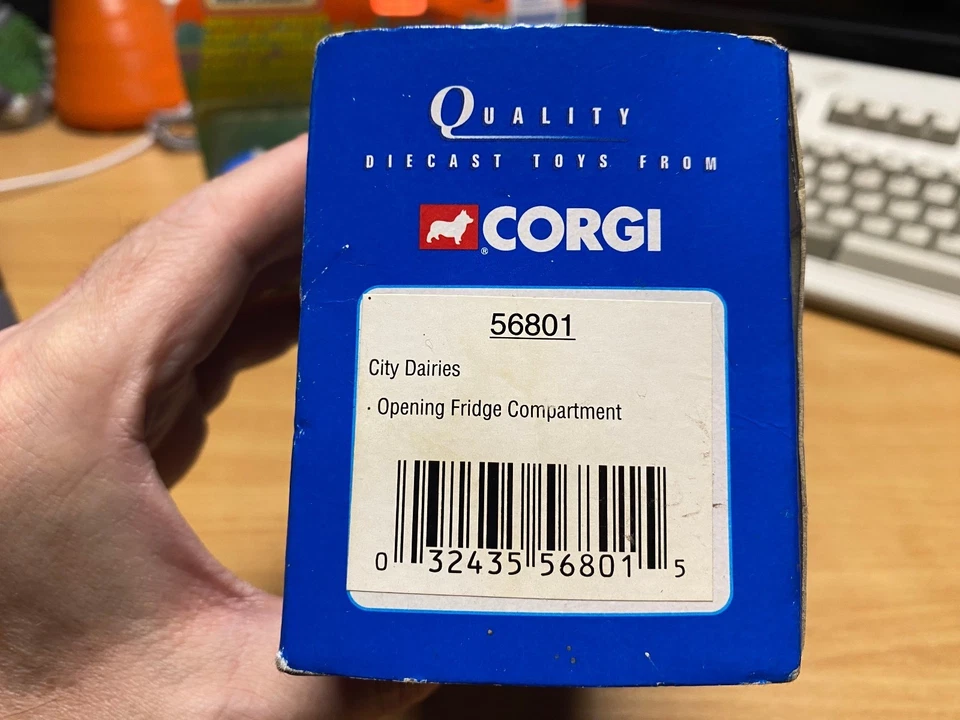 QUALITY
DIECAST TOYS FROM
® CORGI
56801
City Dairies
· Opening Fridge Compartment
0 32435 56801 5